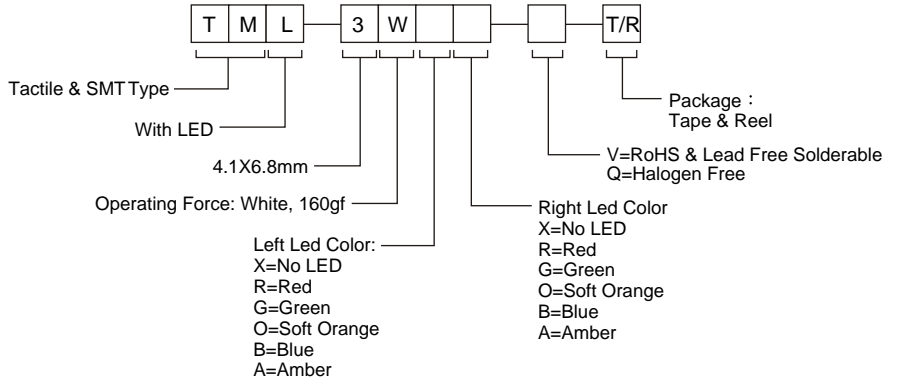 T M L 3 W T/R
Tactile & SMT Type
With LED
4.1X6.8mm
Operating Force: White, 160gf
Left Led Color:
X=No LED
R=Red
G=Green
O=Soft Orange
B=Blue
A=Amber
Right Led Color
X=No LED
R=Red
G=Green
O=Soft Orange
B=Blue
A=Amber
V=RoHS & Lead Free Solderable
Q=Halogen Free
Package：
Tape & Reel